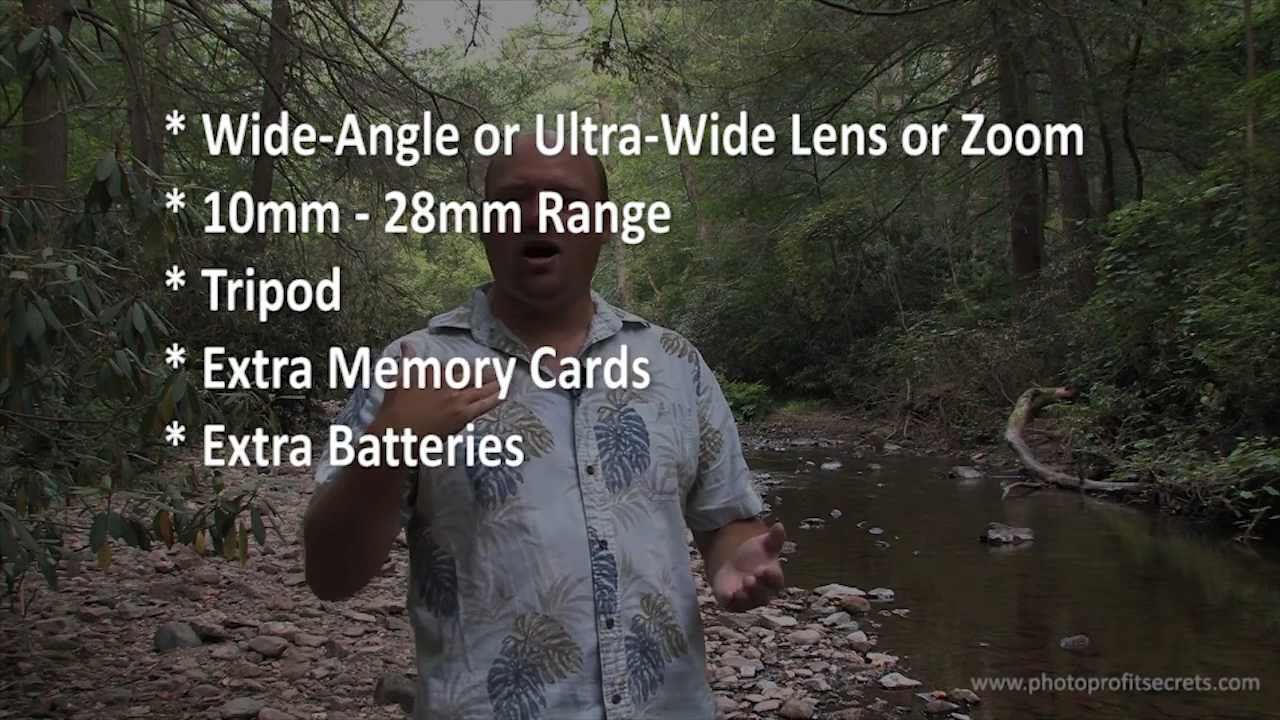 * Wide-Angle or Ultra-Wide Lens or Zoom
* 10mm - 28mm Range
* Tripod
* Extra Memory Cards
* Extra Batteries
www.photoprofitsecrets.com